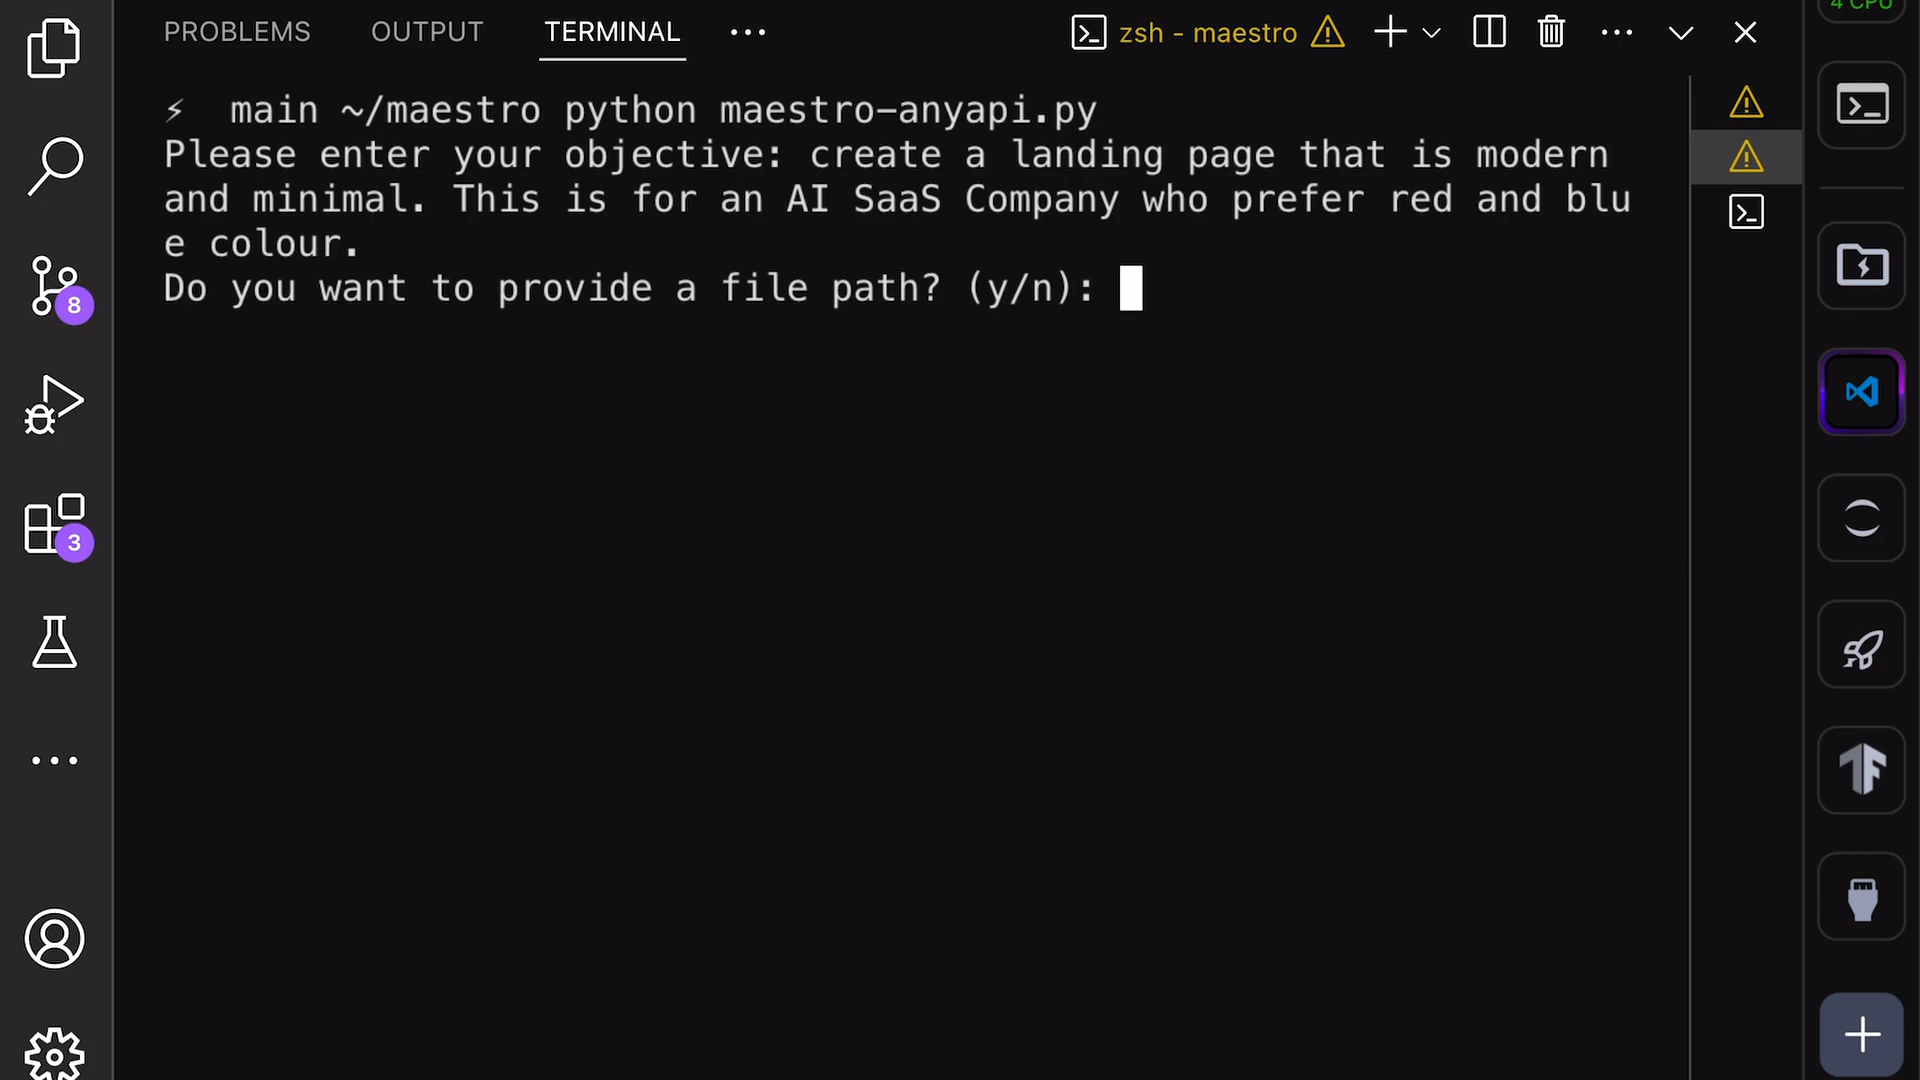 4 CPU
PROBLEMS OUTPUT TERMINAL zsh - maestro
⚡ main ~/maestro python maestro-anyapi.py
Please enter your objective: create a landing page that is modern
and minimal. This is for an AI SaaS Company who prefer red and blu
e colour.
Do you want to provide a file path? (y/n):
8
3